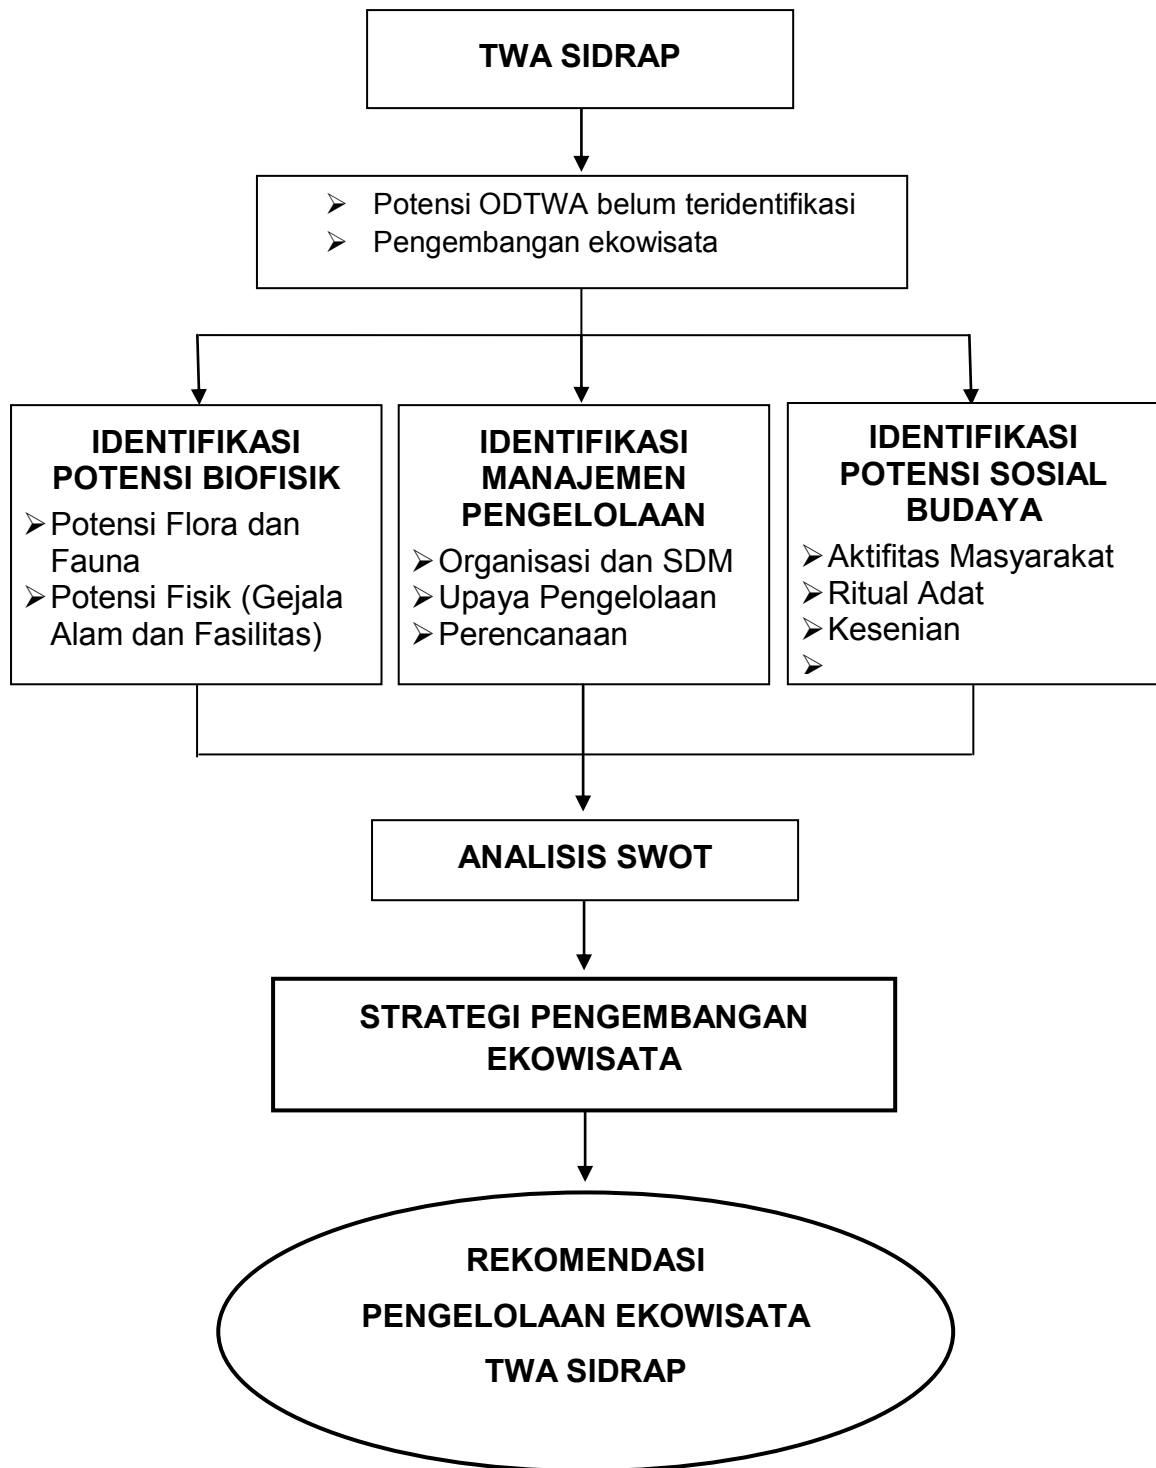 TWA SIDRAP
➢ Potensi ODTWA belum teridentifikasi
➢ Pengembangan ekowisata
IDENTIFIKASI
POTENSI BIOFISIK
➢ Potensi Flora dan
Fauna
➢ Potensi Fisik (Gejala
Alam dan Fasilitas)
IDENTIFIKASI
MANAJEMEN
PENGELOLAAN
➢ Organisasi dan SDM
➢ Upaya Pengelolaan
➢ Perencanaan
IDENTIFIKASI
POTENSI SOSIAL
BUDAYA
➢ Aktifitas Masyarakat
➢ Ritual Adat
➢ Kesenian
➢
ANALISIS SWOT
STRATEGI PENGEMBANGAN
EKOWISATA
REKOMENDASI
PENGELOLAAN EKOWISATA
TWA SIDRAP